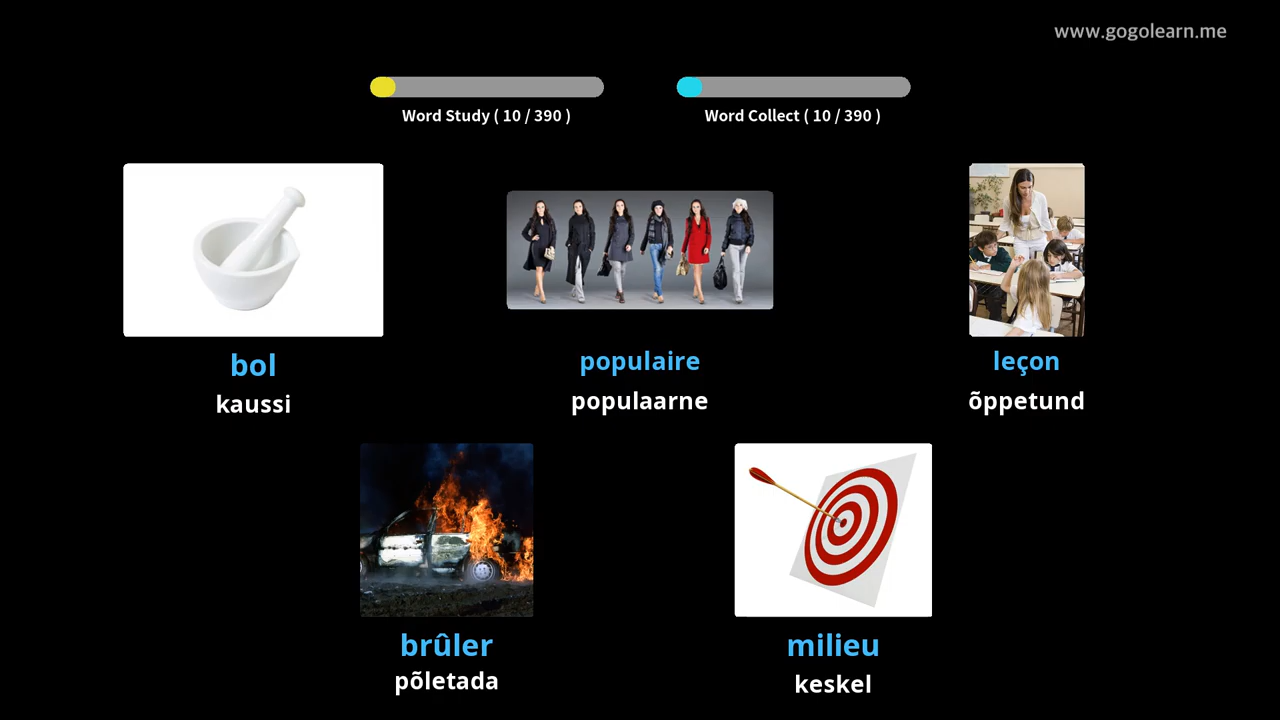 www.gogolearn.me
Word Study ( 10 / 390 )
Word Collect ( 10 / 390 )
bol
kaussi
populaire
populaarne
leçon
õppetund
brûler
põletada
milieu
keskel